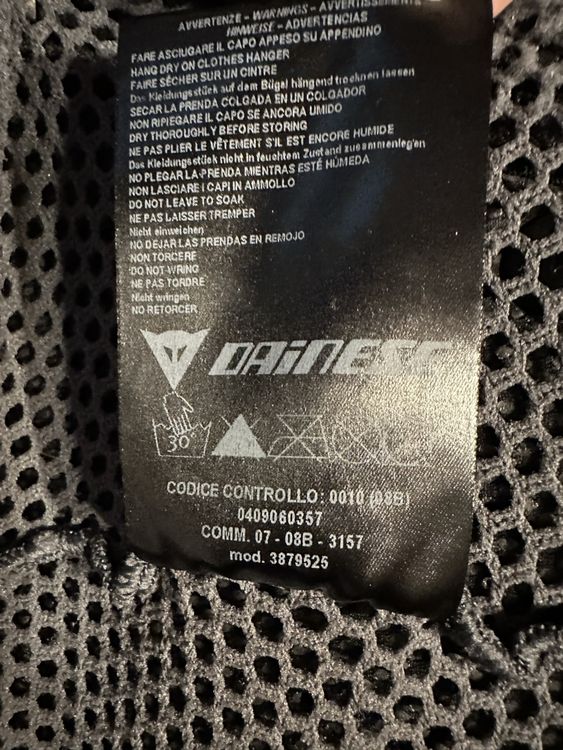 AVVERTENZE - WARNINGS - AVVERTISSEMENTS
HINWEISE - ADVERTENCIAS
FARE ASCIUGARE IL CAPO APPESO SU APPENDINO
HANG DRY ON CLOTHES HANGER
FAIRE SÉCHER SUR UN CINTRE
Das Kleidungsstück auf dem Bügel hängend trocknen lassen
SECAR LA PRENDA COLGADA EN UN COLGADOR
NON RIPIEGARE IL CAPO SE ANCORA UMIDO
DRY THOROUGHLY BEFORE STORING
NE PAS PLIER LE VÊTEMENT S'IL EST ENCORE HUMIDE
Das Kleidungsstück nicht in feuchtem Zustand zusammenlegen
NO PLEGAR LA PRENDA MIENTRAS ESTÉ HÚMEDA
NON LASCIARE I CAPI IN AMMOLLO
DO NOT LEAVE TO SOAK
NE PAS LAISSER TREMPER
Nicht einweichen
NO DEJAR LAS PRENDAS EN REMOJO
NON TORCERE
DO NOT WRING
NE PAS TORDRE
Nicht wringen
NO RETORCER
DAINESE
30°
CODICE CONTROLLO: 0010 (08B)
0409060357
COMM. 07 - 08B - 3157
mod. 3879525